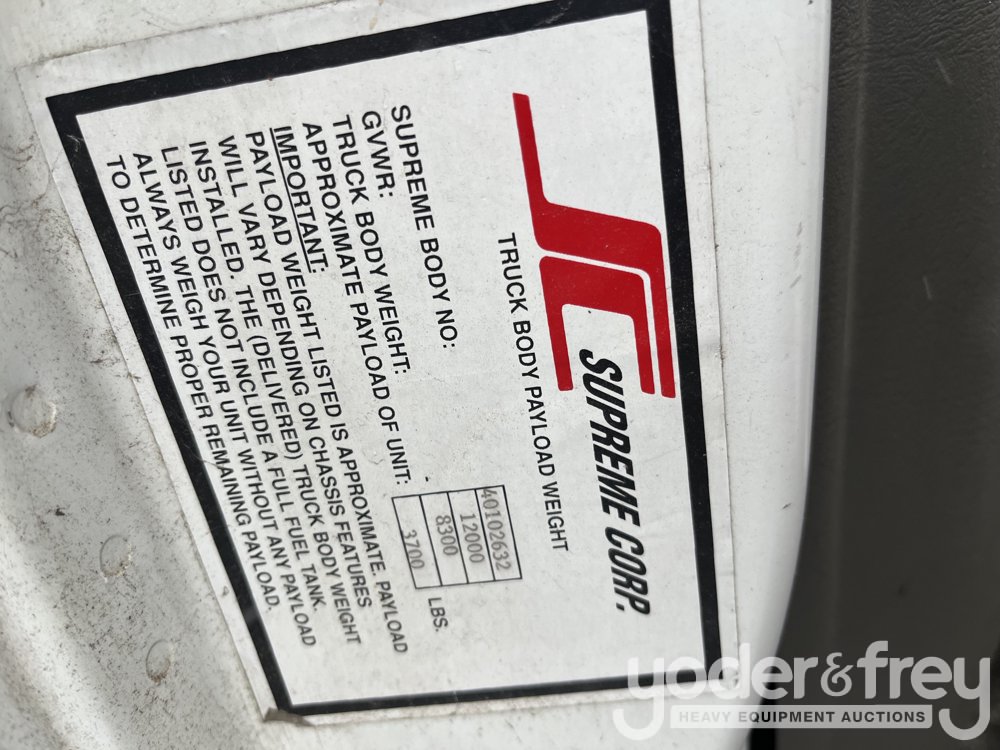 SC
SUPREME CORP.
TRUCK BODY PAYLOAD WEIGHT
SUPREME BODY NO: 40102632
GVWR: 12000
TRUCK BODY WEIGHT: 8300
APPROXIMATE PAYLOAD OF UNIT: 3700 LBS.
IMPORTANT:
PAYLOAD WEIGHT LISTED IS APPROXIMATE. PAYLOAD
WILL VARY DEPENDING ON CHASSIS FEATURES
INSTALLED. THE (DELIVERED) TRUCK BODY WEIGHT
LISTED DOES NOT INCLUDE A FULL FUEL TANK.
ALWAYS WEIGH YOUR UNIT WITHOUT ANY PAYLOAD
TO DETERMINE PROPER REMAINING PAYLOAD.
yoder&frey
HEAVY EQUIPMENT AUCTIONS